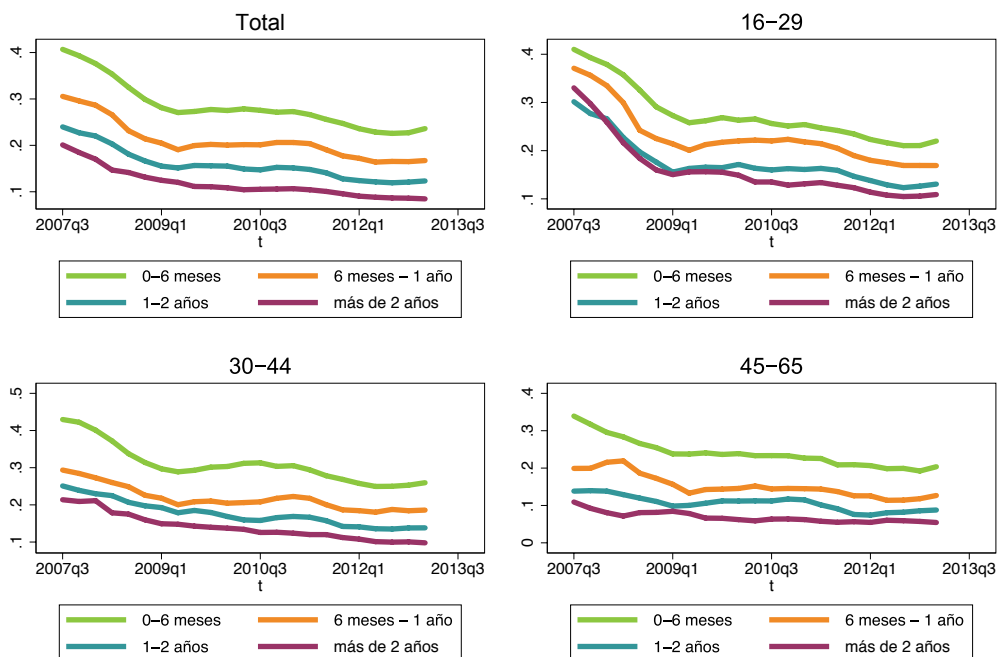 Total
.4
.3
.2
.1
2007q3 2009q1 2010q3 2012q1 2013q3
t
0–6 meses 6 meses – 1 año
1–2 años más de 2 años
16–29
.4
.3
.2
.1
2007q3 2009q1 2010q3 2012q1 2013q3
t
0–6 meses 6 meses – 1 año
1–2 años más de 2 años
30–44
.5
.4
.3
.2
.1
2007q3 2009q1 2010q3 2012q1 2013q3
t
0–6 meses 6 meses – 1 año
1–2 años más de 2 años
45–65
.4
.3
.2
.1
0
2007q3 2009q1 2010q3 2012q1 2013q3
t
0–6 meses 6 meses – 1 año
1–2 años más de 2 años